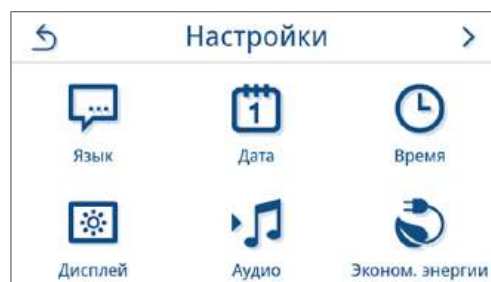 Настройки
Язык
Дата
1
Время
Дисплей
Аудио
Эконом. энергии